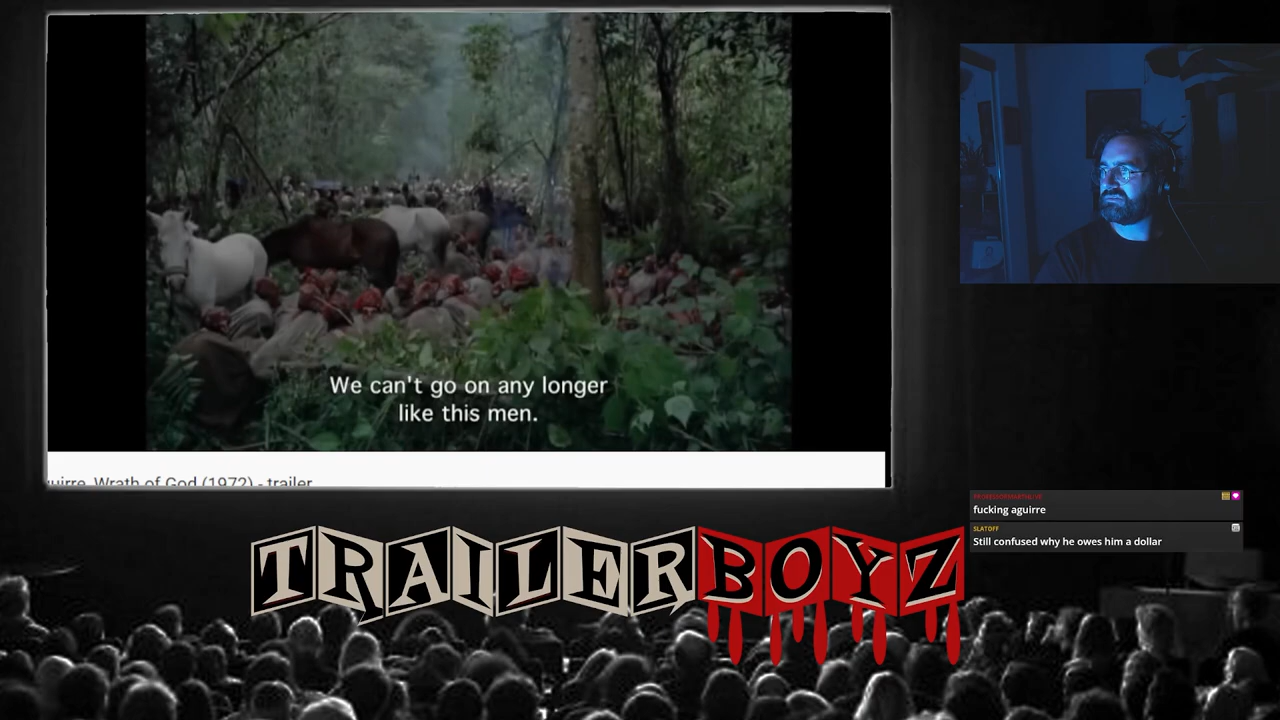 We can't go on any longer
like this men.
uirre, Wrath of God (1972) - trailer
TRAILERBOYZ
fucking aguirre
SLATOFF
Still confused why he owes him a dollar